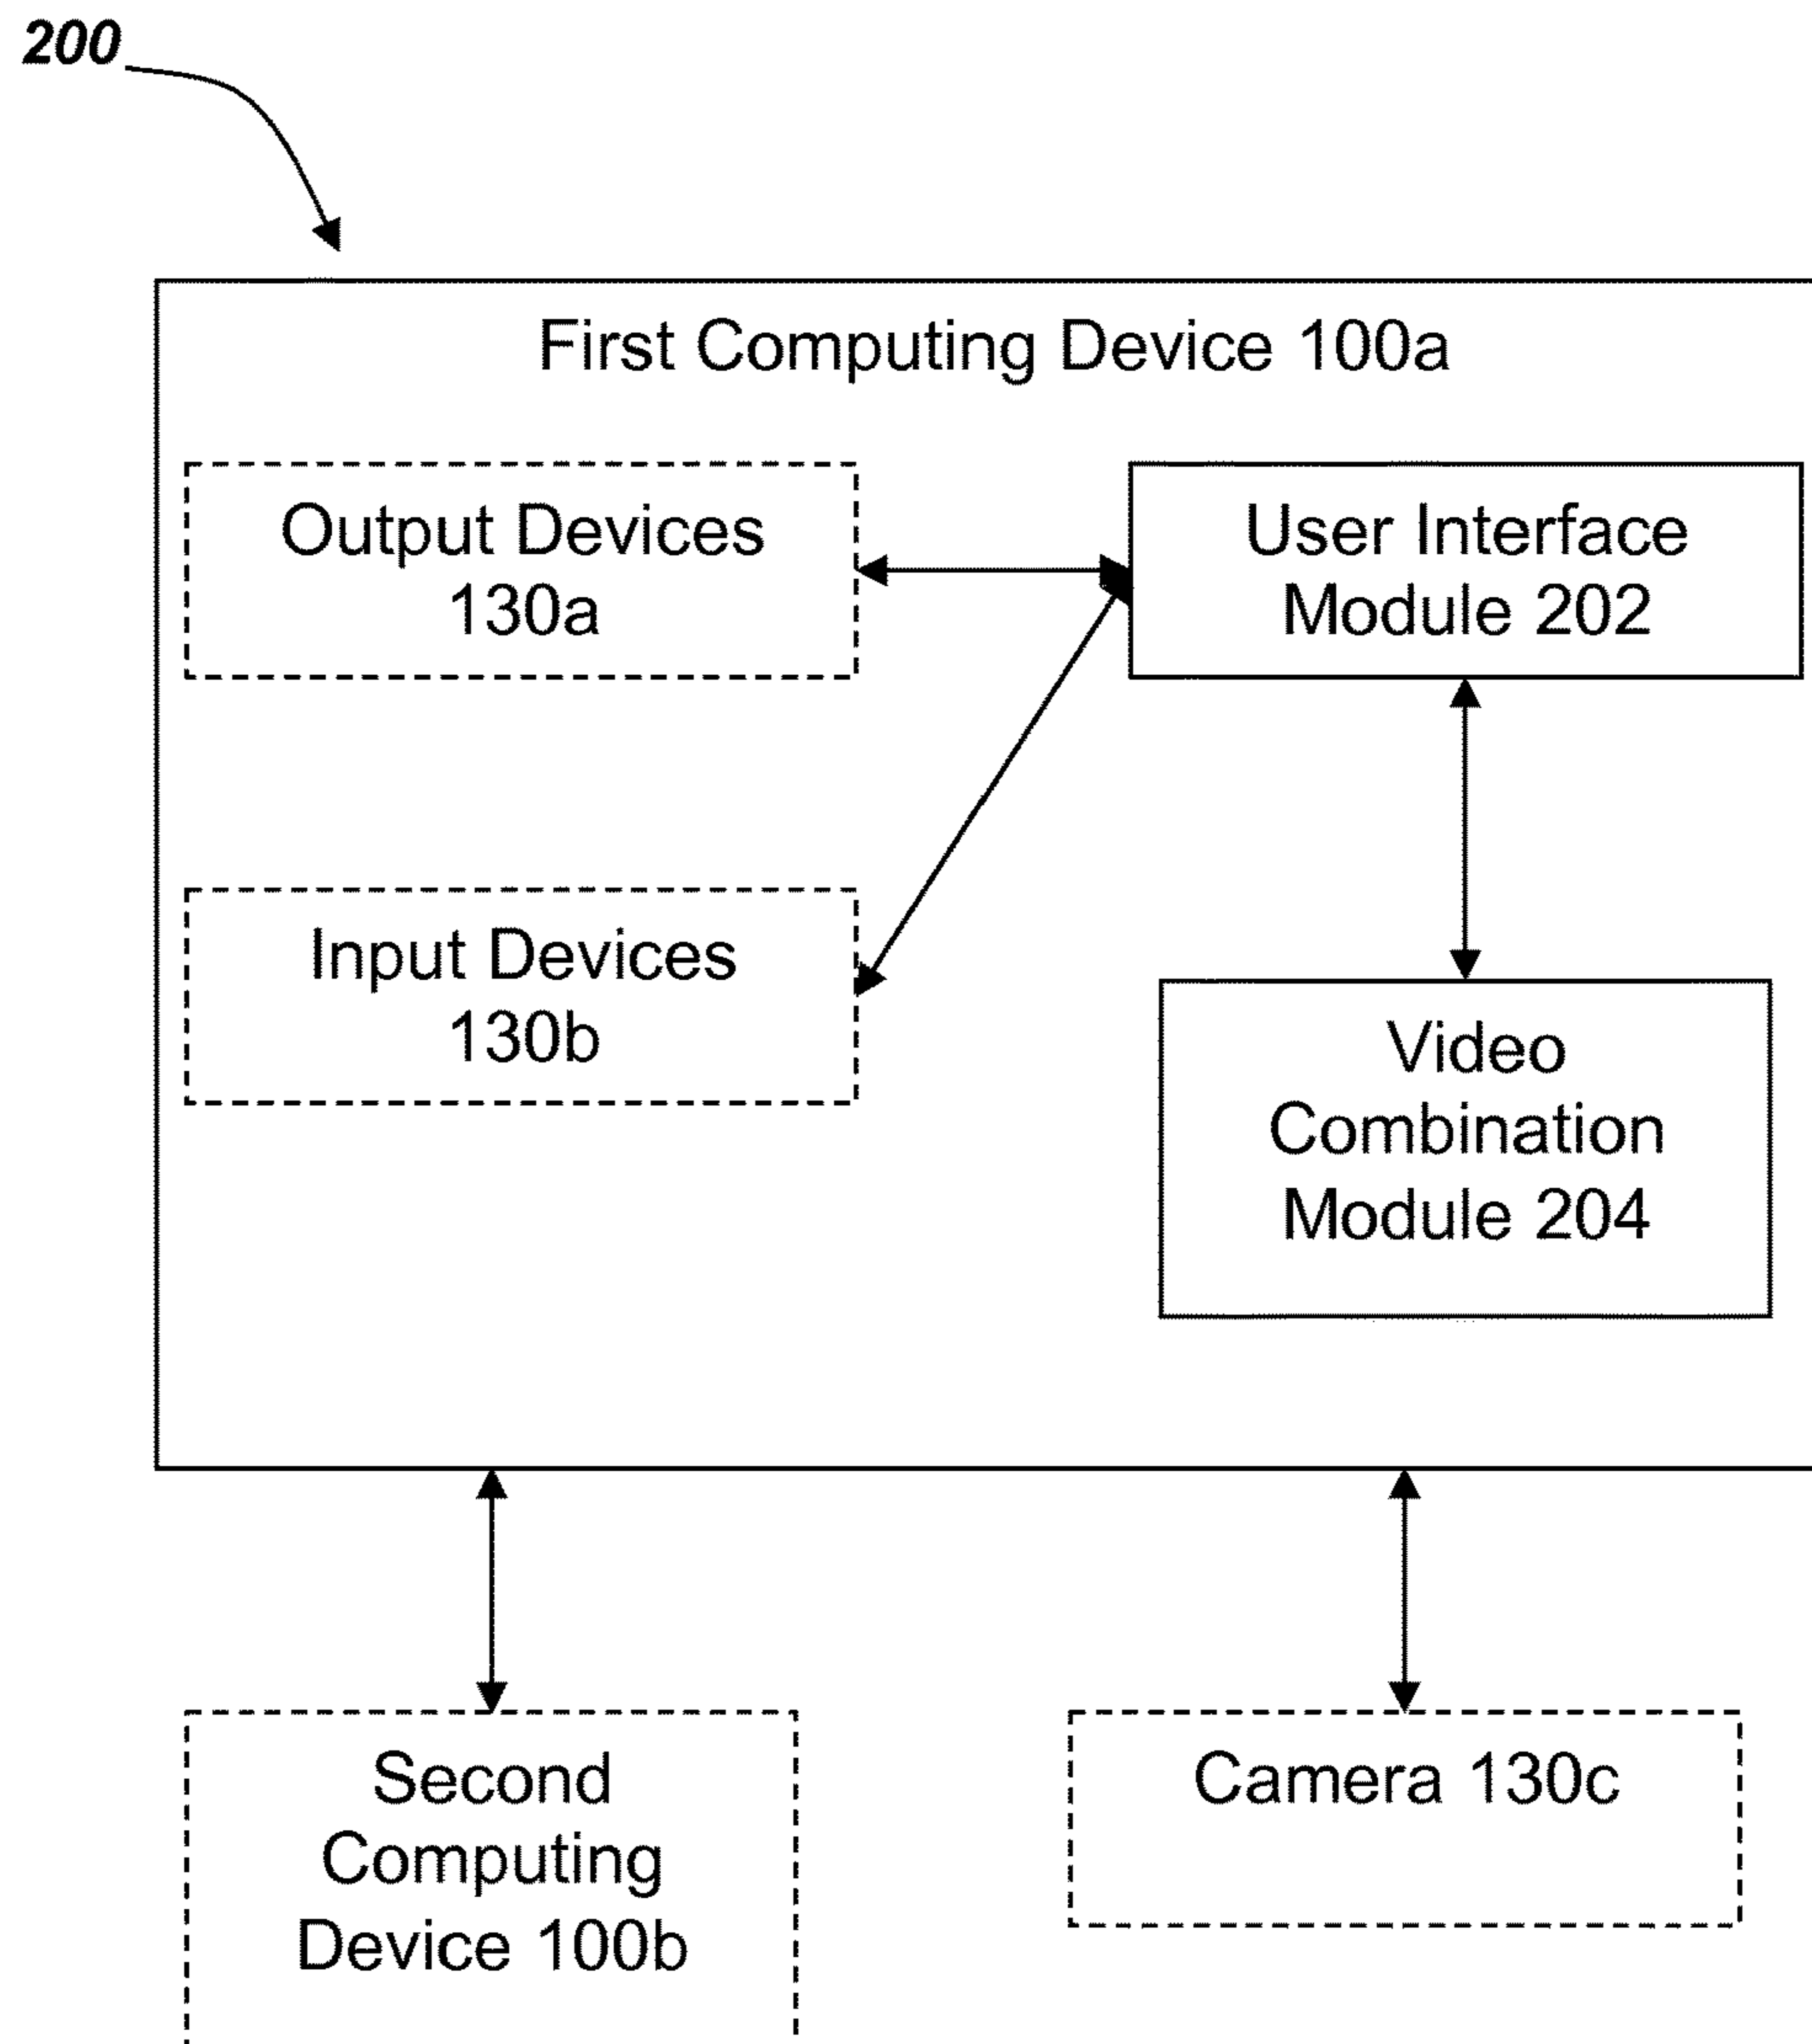 200
First Computing Device 100a
Output Devices
130a
User Interface
Module 202
Input Devices
130b
Video
Combination
Module 204
Second
Computing
Device 100b
Camera 130c